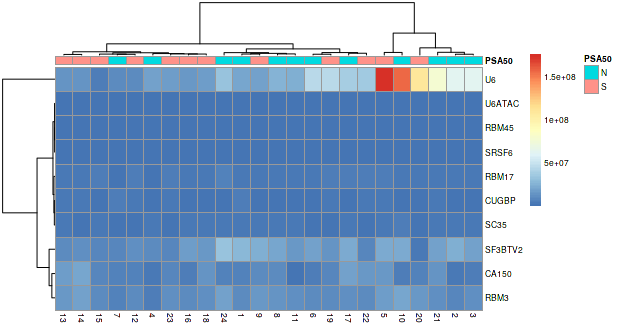 PSA50
PSA50
U6
N
U6ATAC
S
RBM45
SRSF6
RBM17
CUGBP
SC35
SF3BTV2
CA150
RBM3
1.5e+08
1e+08
5e+07
13 14 15 7 12 4 23 16 18 24 1 9 8 11 6 19 17 22 5 10 20 21 2 3